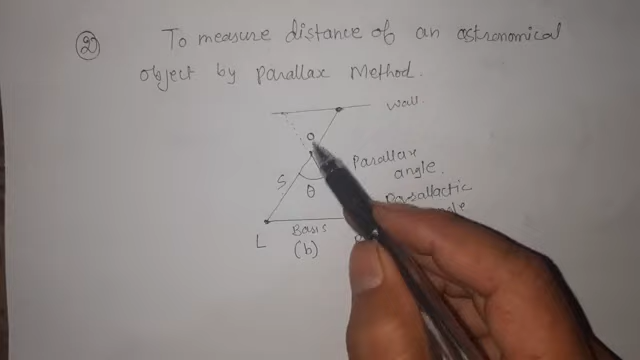 (2) To measure distance of an astronomical
object by Parallax Method.
wall
O
Parallax
angle
S
θ
Parallactic
Basis
L
(b)